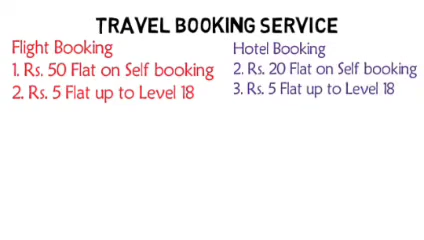 TRAVEL BOOKING SERVICE
Flight Booking
1. Rs. 50 Flat on Self booking
2. Rs. 5 Flat up to Level 18
Hotel Booking
2. Rs. 20 Flat on Self booking
3. Rs. 5 Flat up to Level 18